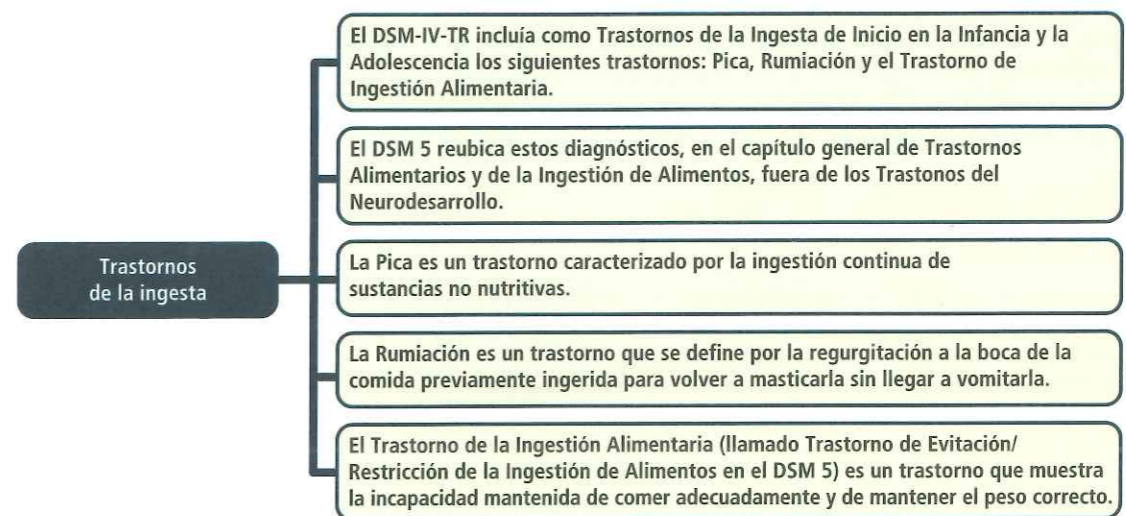 El DSM-IV-TR incluía como Trastornos de la Ingesta de Inicio en la Infancia y la
Adolescencia los siguientes trastornos: Pica, Rumiación y el Trastorno de
Ingestión Alimentaria.
El DSM 5 reubica estos diagnósticos, en el capítulo general de Trastornos
Alimentarios y de la Ingestión de Alimentos, fuera de los Trastonos del
Neurodesarrollo.
Trastornos
de la ingesta
La Pica es un trastorno caracterizado por la ingestión continua de
sustancias no nutritivas.
La Rumiación es un trastorno que se define por la regurgitación a la boca de la
comida previamente ingerida para volver a masticarla sin llegar a vomitarla.
El Trastorno de la Ingestión Alimentaria (llamado Trastorno de Evitación/
Restricción de la Ingestión de Alimentos en el DSM 5) es un trastorno que muestra
la incapacidad mantenida de comer adecuadamente y de mantener el peso correcto.